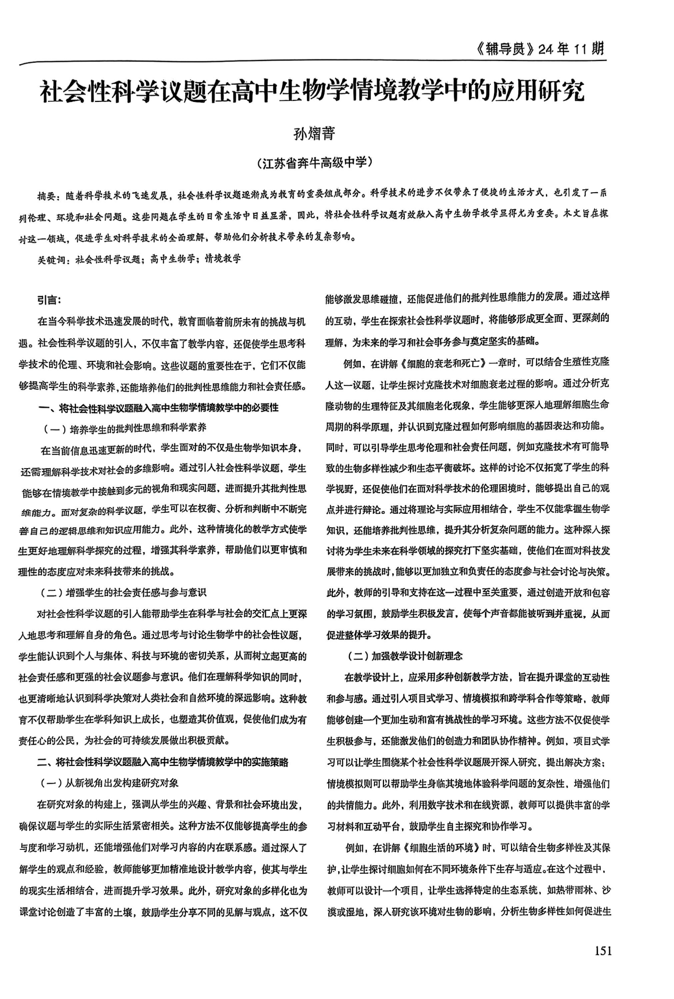 《辅导员》24年11期
社会性科学议题在高中生物学情境教学中的应用研究
孙熠菁
（江苏省奔牛高级中学）
摘要：随着科学技术的飞速发展，社会性科学议题逐渐成为教育的重要组成部分。科学技术的进步不仅带来了便捷的生活方式，也引发了一系
列伦理、环境和社会问题。这些问题在学生的日常生活中日益显著，因此，将社会性科学议题有效融入高中生物学教学显得尤为重要。本文旨在探
讨这一领域，促进学生对科学技术的全面理解，帮助他们分析技术带来的复杂影响。
关键词：社会性科学议题；高中生物学；情境教学
引言：
在当今科学技术迅速发展的时代，教育面临着前所未有的挑战与机
遇。社会性科学议题的引入，不仅丰富了教学内容，还促使学生思考科
学技术的伦理、环境和社会影响。这些议题的重要性在于，它们不仅能
够提高学生的科学素养，还能培养他们的批判性思维能力和社会责任感。
一、将社会性科学议题融入高中生物学情境教学中的必要性
（一）培养学生的批判性思维和科学素养
在当前信息迅速更新的时代，学生面对的不仅是生物学知识本身，
还需理解科学技术对社会的多维影响。通过引入社会性科学议题，学生
能够在情境教学中接触到多元的视角和现实问题，进而提升其批判性思
维能力。面对复杂的科学议题，学生可以在权衡、分析和判断中不断完
善自己的逻辑思维和知识应用能力。此外，这种情境化的教学方式使学
生更好地理解科学探究的过程，增强其科学素养，帮助他们以更审慎和
理性的态度应对未来科技带来的挑战。
（二）增强学生的社会责任感与参与意识
对社会性科学议题的引入能帮助学生在科学与社会的交汇点上更深
入地思考和理解自身的角色。通过思考与讨论生物学中的社会性议题，
学生能认识到个人与集体、科技与环境的密切关系，从而树立起更高的
社会责任感和更强的社会议题参与意识。他们在理解科学知识的同时，
也更清晰地认识到科学决策对人类社会和自然环境的深远影响。这种教
育不仅帮助学生在学科知识上成长，也塑造其价值观，促使他们成为有
责任心的公民，为社会的可持续发展做出积极贡献。
二、将社会性科学议题融入高中生物学情境教学中的实施策略
（一）从新视角出发构建研究对象
在研究对象的构建上，强调从学生的兴趣、背景和社会环境出发，
确保议题与学生的实际生活紧密相关。这种方法不仅能够提高学生的参
与度和学习动机，还能增强他们对学习内容的内在联系感。通过深入了
解学生的观点和经验，教师能够更加精准地设计教学内容，使其与学生
的现实生活相结合，进而提升学习效果。此外，研究对象的多样化也为
课堂讨论创造了丰富的土壤，鼓励学生分享不同的见解与观点，这不仅
能够激发思维碰撞，还能促进他们的批判性思维能力的发展。通过这样
的互动，学生在探索社会性科学议题时，将能够形成更全面、更深刻的
理解，为未来的学习和社会事务参与奠定坚实的基础。
例如，在讲解《细胞的衰老和死亡》一章时，可以结合生殖性克隆
人这一议题，让学生探讨克隆技术对细胞衰老过程的影响。通过分析克
隆动物的生理特征及其细胞老化现象，学生能够更深入地理解细胞生命
周期的科学原理，并认识到克隆过程如何影响细胞的基因表达和功能。
同时，可以引导学生思考伦理和社会责任问题，例如克隆技术有可能导
致的生物多样性减少和生态平衡破坏。这样的讨论不仅拓宽了学生的科
学视野，还促使他们在面对科学技术的伦理困境时，能够提出自己的观
点并进行辩论。通过将理论与实际应用相结合，学生不仅能掌握生物学
知识，还能培养批判性思维，提升其分析复杂问题的能力。这种深入探
讨将为学生未来在科学领域的探究打下坚实基础，使他们在面对科技发
展带来的挑战时，能够以更加独立和负责任的态度参与社会讨论与决策。
此外，教师的引导和支持在这一过程中至关重要，通过创造开放和包容
的学习氛围，鼓励学生积极发言，使每个声音都能被听到并重视，从而
促进整体学习效果的提升。
（二）加强教学设计创新理念
在教学设计上，应采用多种创新教学方法，旨在提升课堂的互动性
和参与感。通过引入项目式学习、情境模拟和跨学科合作等策略，教师
能够创建一个更加生动和富有挑战性的学习环境。这些方法不仅促使学
生积极参与，还能激发他们的创造力和团队协作精神。例如，项目式学
习可以让学生围绕某个社会性科学议题展开深入研究，提出解决方案；
情境模拟则可以帮助学生身临其境地体验科学问题的复杂性，增强他们
的共情能力。此外，利用数字技术和在线资源，教师可以提供丰富的学
习材料和互动平台，鼓励学生自主探究和协作学习。
例如，在讲解《细胞生活的环境》时，可以结合生物多样性及其保
护，让学生探讨细胞如何在不同环境条件下生存与适应。在这个过程中，
教师可以设计一个项目，让学生选择特定的生态系统，如热带雨林、沙
漠或湿地，深入研究该环境对生物的影响，分析生物多样性如何促进生
151